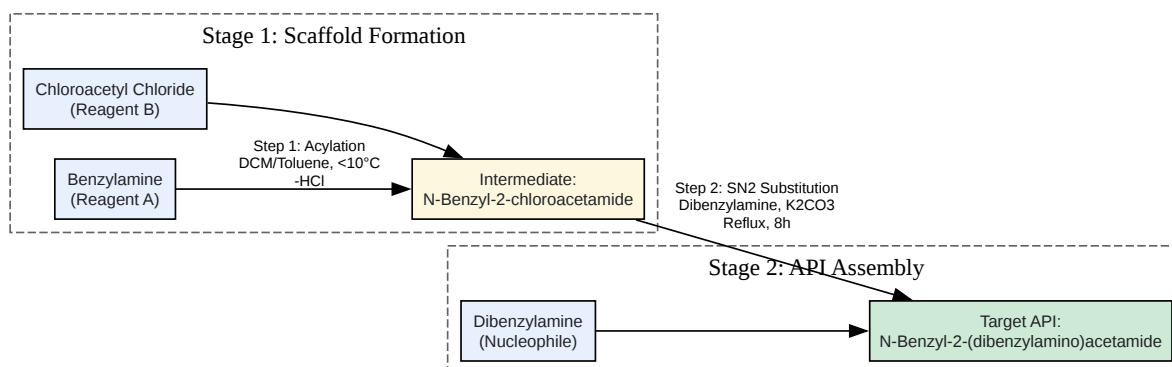 Stage 1: Scaffold Formation
Chloroacetyl Chloride
(Reagent B)
Step 1: Acylation
DCM/Toluene, <10°C
-HCl
Benzylamine
(Reagent A)
Intermediate:
N-Benzyl-2-chloroacetamide
Step 2: SN2 Substitution
Dibenzylamine, K2CO3
Reflux, 8h
Stage 2: API Assembly
Dibenzylamine
(Nucleophile)
Target API:
N-Benzyl-2-(dibenzylamino)acetamide